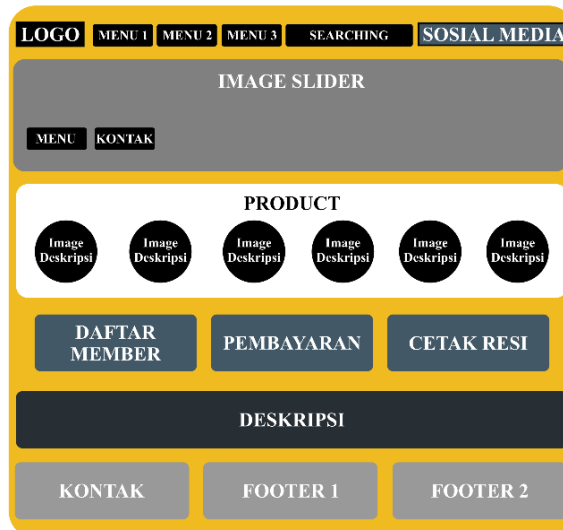 LOGO MENU 1 MENU 2 MENU 3 SEARCHING SOSIAL MEDIA
IMAGE SLIDER
MENU KONTAK
PRODUCT
Image Deskripsi
Image Deskripsi
Image Deskripsi
Image Deskripsi
Image Deskripsi
Image Deskripsi
DAFTAR
MEMBER
PEMBAYARAN
CETAK RESI
DESKRIPSI
KONTAK FOOTER 1 FOOTER 2